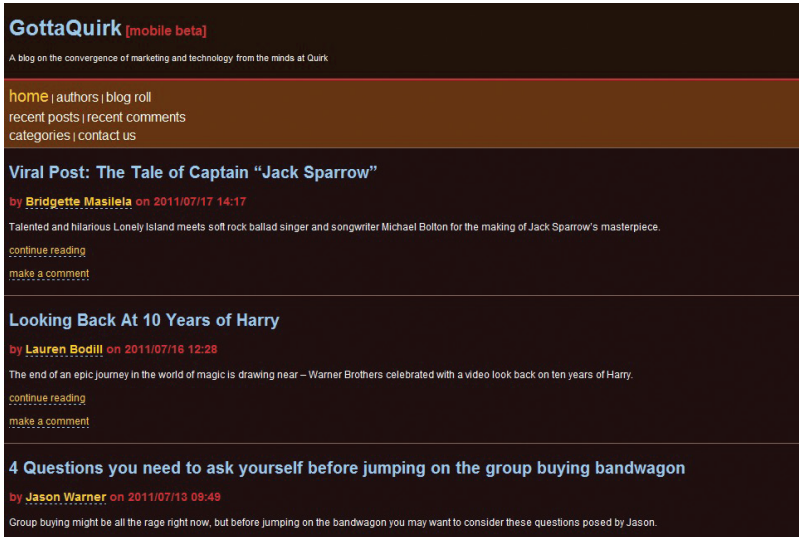 GottaQuirk [mobile beta]
A blog on the convergence of marketing and technology from the minds at Quirk
home | authors | blog roll
recent posts | recent comments
categories | contact us
Viral Post: The Tale of Captain “Jack Sparrow”
by Bridgette Masilela on 2011/07/17 14:17
Talented and hilarious Lonely Island meets soft rock ballad singer and songwriter Michael Bolton for the making of Jack Sparrow's masterpiece.
continue reading
make a comment
Looking Back At 10 Years of Harry
by Lauren Bodill on 2011/07/16 12:28
The end of an epic journey in the world of magic is drawing near – Warner Brothers celebrated with a video look back on ten years of Harry.
continue reading
make a comment
4 Questions you need to ask yourself before jumping on the group buying bandwagon
by Jason Warner on 2011/07/13 09:49
Group buying might be all the rage right now, but before jumping on the bandwagon you may want to consider these questions posed by Jason.